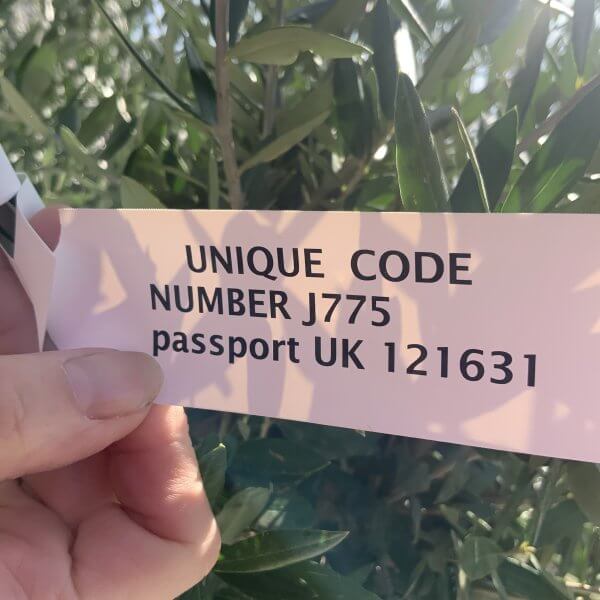 UNIQUE CODE
NUMBER J775
passport UK 121631